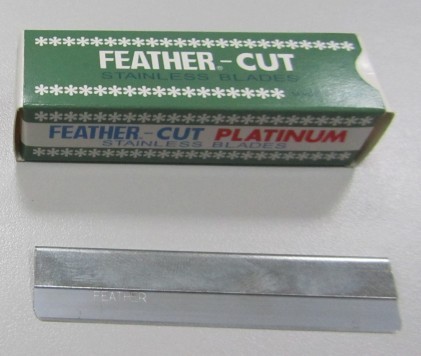 FEATHER®-CUT
STAINLESS BLADES
FEATHER®-CUT PLATINUM
STAINLESS BLADES
FEATHER